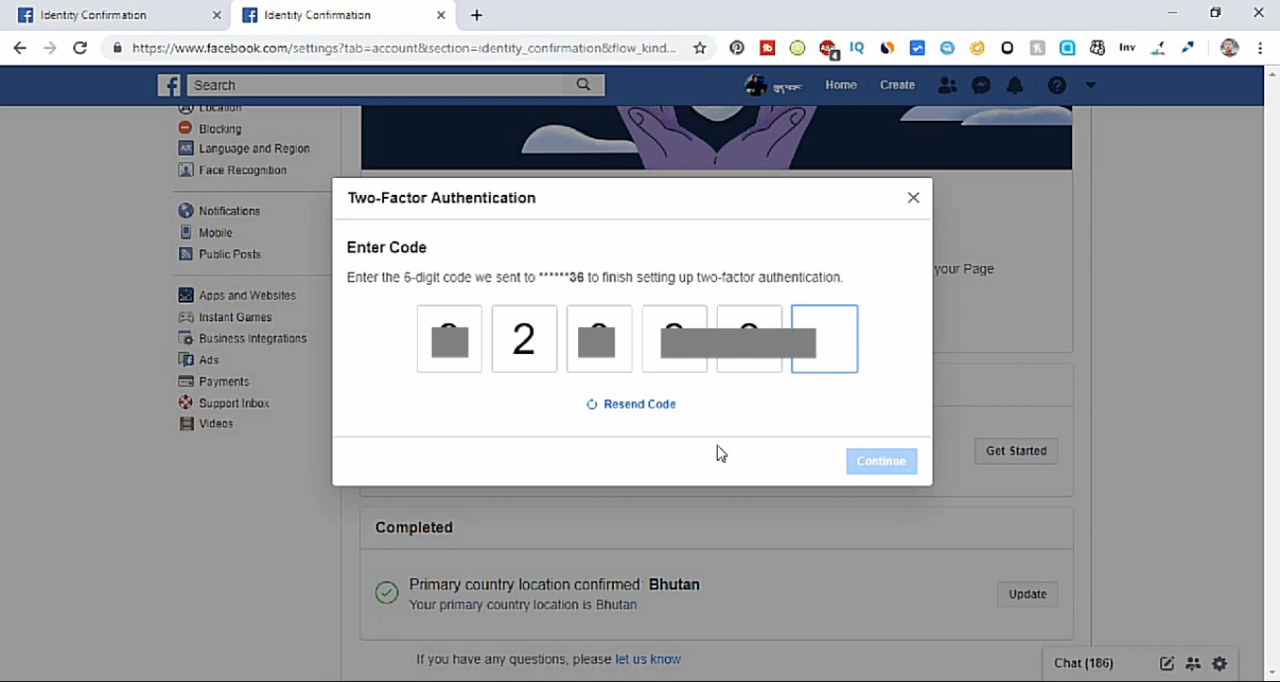 Identity Confirmation
Identity Confirmation
https://www.facebook.com/settings?tab=account&section=identity_confirmation&flow_kind...
4
IQ
Inv
Search
Home
Create
Location
Blocking
Language and Region
Face Recognition
Notifications
Mobile
Public Posts
Apps and Websites
Instant Games
Business Integrations
Ads
Payments
Support Inbox
Videos
Two-Factor Authentication
Enter Code
Enter the 6-digit code we sent to ******36 to finish setting up two-factor authentication.
2
Resend Code
Continue
your Page
Get Started
Completed
Primary country location confirmed: Bhutan
Your primary country location is Bhutan
Update
If you have any questions, please let us know
Chat (186)